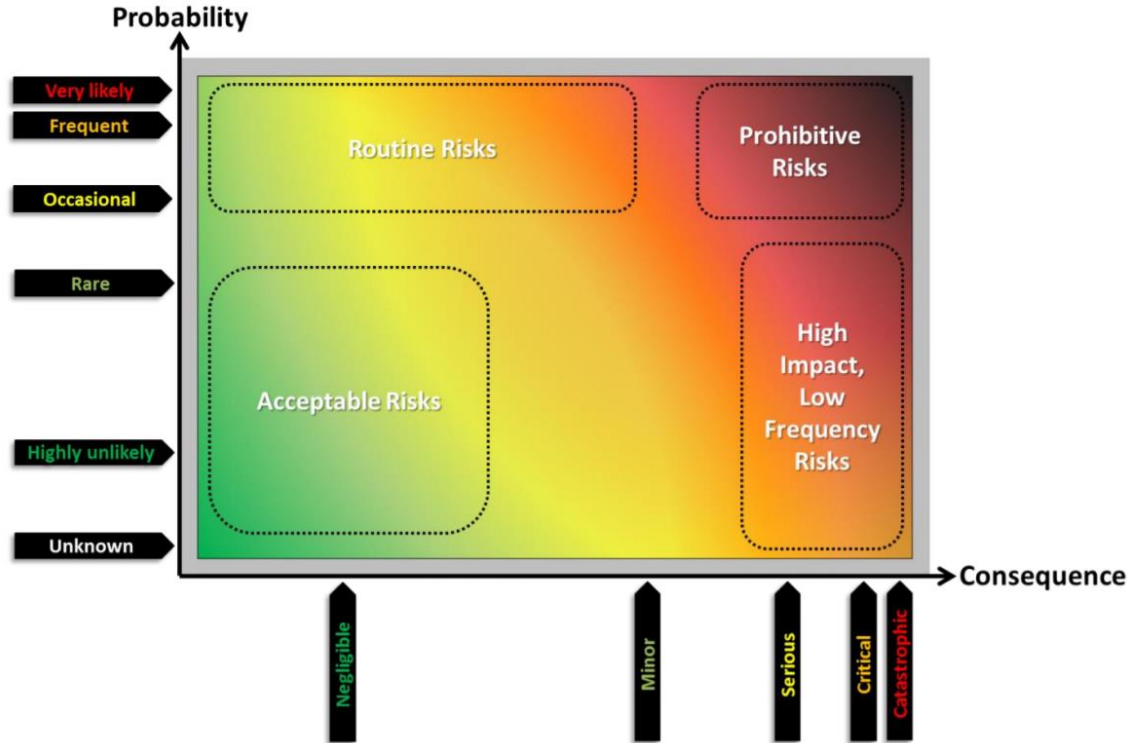 Probability
Very likely
Frequent
Occasional
Rare
Highly unlikely
Unknown
Routine Risks
Prohibitive
Risks
Acceptable Risks
High
Impact,
Low
Frequency
Risks
Consequence
Negligible
Minor
Serious
Critical
Catastrophic